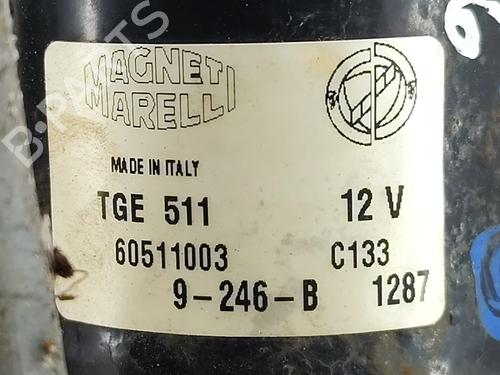 MAGNETI
MARELLI
MADE IN ITALY
TGE 511 12 V
60511003 C133
9-246-B 1287
B-PARTS